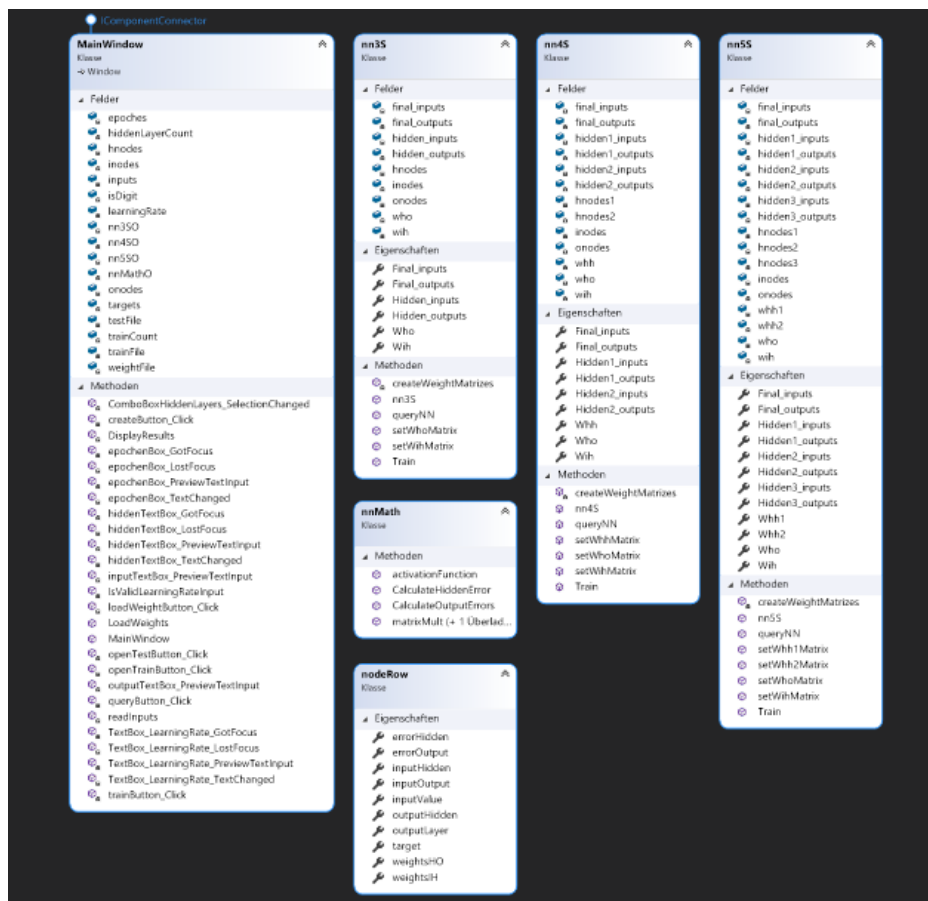 IComponentConnector
MainWindow
Klasse
Window
Felder
epoches
hiddenLayerCount
hnodes
inodes
inputs
isDigit
learningRate
nn3SO
nn4SO
nn5SO
nnMathO
onodes
targets
testFile
trainCount
trainFile
weightFile
Methoden
ComboBoxHiddenLayers_SelectionChanged
createButton_Click
DisplayResults
epochenBox_GotFocus
epochenBox_LostFocus
epochenBox_PreviewTextInput
epochenBox_TextChanged
hiddenTextBox_GotFocus
hiddenTextBox_LostFocus
hiddenTextBox_PreviewTextInput
hiddenTextBox_TextChanged
inputTextBox_PreviewTextInput
IsValidLearningRateInput
loadWeightButton_Click
LoadWeights
MainWindow
openTestButton_Click
openTrainButton_Click
outputTextBox_PreviewTextInput
queryButton_Click
readInputs
TextBox_LearningRate_GotFocus
TextBox_LearningRate_LostFocus
TextBox_LearningRate_PreviewTextInput
TextBox_LearningRate_TextChanged
trainButton_Click
nn3S
Klasse
Felder
final_inputs
final_outputs
hidden_inputs
hidden_outputs
hnodes
inodes
onodes
who
wih
Eigenschaften
Final_inputs
Final_outputs
Hidden_inputs
Hidden_outputs
Who
Wih
Methoden
createWeightMatrizes
nn3S
queryNN
setWhoMatrix
setWihMatrix
Train
nnMath
Klasse
Methoden
activationFunction
CalculateHiddenError
CalculateOutputErrors
matrixMult (+ 1 Überlad...
nodeRow
Klasse
Eigenschaften
errorHidden
errorOutput
inputHidden
inputOutput
inputValue
outputHidden
outputLayer
target
weightsHO
weightsIH
nn4S
Klasse
Felder
final_inputs
final_outputs
hidden1_inputs
hidden1_outputs
hidden2_inputs
hidden2_outputs
hnodes1
hnodes2
inodes
onodes
whh
who
wih
Eigenschaften
Final_inputs
Final_outputs
Hidden1_inputs
Hidden1_outputs
Hidden2_inputs
Hidden2_outputs
Whh
Who
Wih
Methoden
createWeightMatrizes
nn4S
queryNN
setWhhMatrix
setWhoMatrix
setWihMatrix
Train
nn5S
Klasse
Felder
final_inputs
final_outputs
hidden1_inputs
hidden1_outputs
hidden2_inputs
hidden2_outputs
hidden3_inputs
hidden3_outputs
hnodes1
hnodes2
hnodes3
inodes
onodes
whh1
whh2
who
wih
Eigenschaften
Final_inputs
Final_outputs
Hidden1_inputs
Hidden1_outputs
Hidden2_inputs
Hidden2_outputs
Hidden3_inputs
Hidden3_outputs
Whh1
Whh2
Who
Wih
Methoden
createWeightMatrizes
nn5S
queryNN
setWhh1Matrix
setWhh2Matrix
setWhoMatrix
setWihMatrix
Train